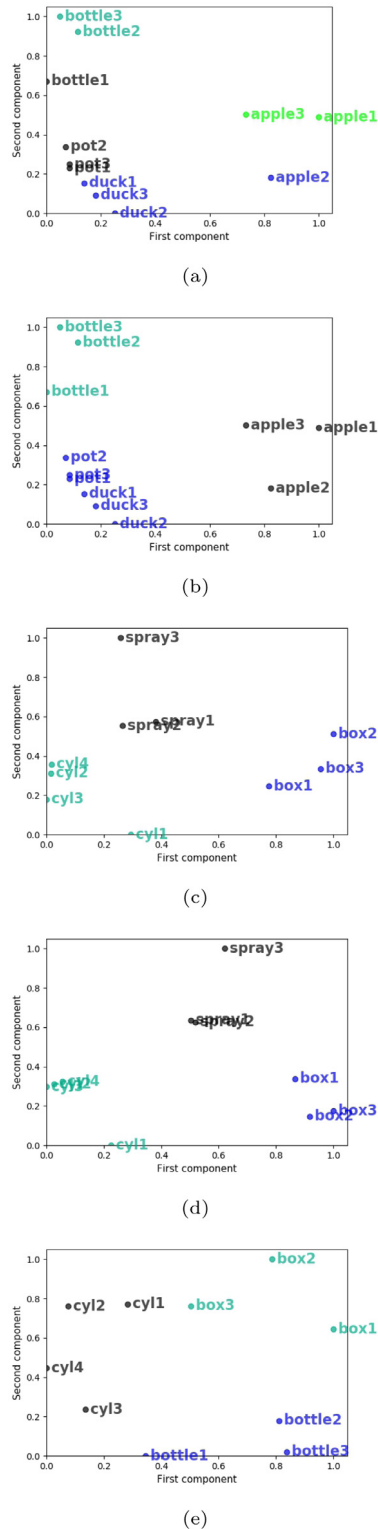 1.0
bottle3
bottle2
0.8
bottle1
0.6
apple3
apple1
0.4
pot2
pot3
pot1
0.2
duck1
apple2
duck3
0.0
duck2
0.0 0.2 0.4 0.6 0.8 1.0
First component
Second component
(a)
1.0
bottle3
bottle2
0.8
bottle1
0.6
apple3
apple1
0.4
pot2
pot3
pot1
0.2
duck1
apple2
duck3
0.0
duck2
0.0 0.2 0.4 0.6 0.8 1.0
First component
Second component
(b)
1.0
spray3
0.8
0.6
spray1
spray2
box2
0.4
cyl4
cyl2
box3
box1
0.2
cyl3
0.0
cyl1
0.0 0.2 0.4 0.6 0.8 1.0
First component
Second component
(c)
1.0
spray3
0.8
0.6
spray1
spray2
0.4
box1
cyl4
cyl2
cyl3
0.2
box3
box2
0.0
cyl1
0.0 0.2 0.4 0.6 0.8 1.0
First component
Second component
(d)
1.0
box2
0.8
cyl2
cyl1
box3
0.6
box1
0.4
cyl4
cyl3
0.2
bottle2
0.0
bottle1
bottle3
0.0 0.2 0.4 0.6 0.8 1.0
First component
Second component
(e)